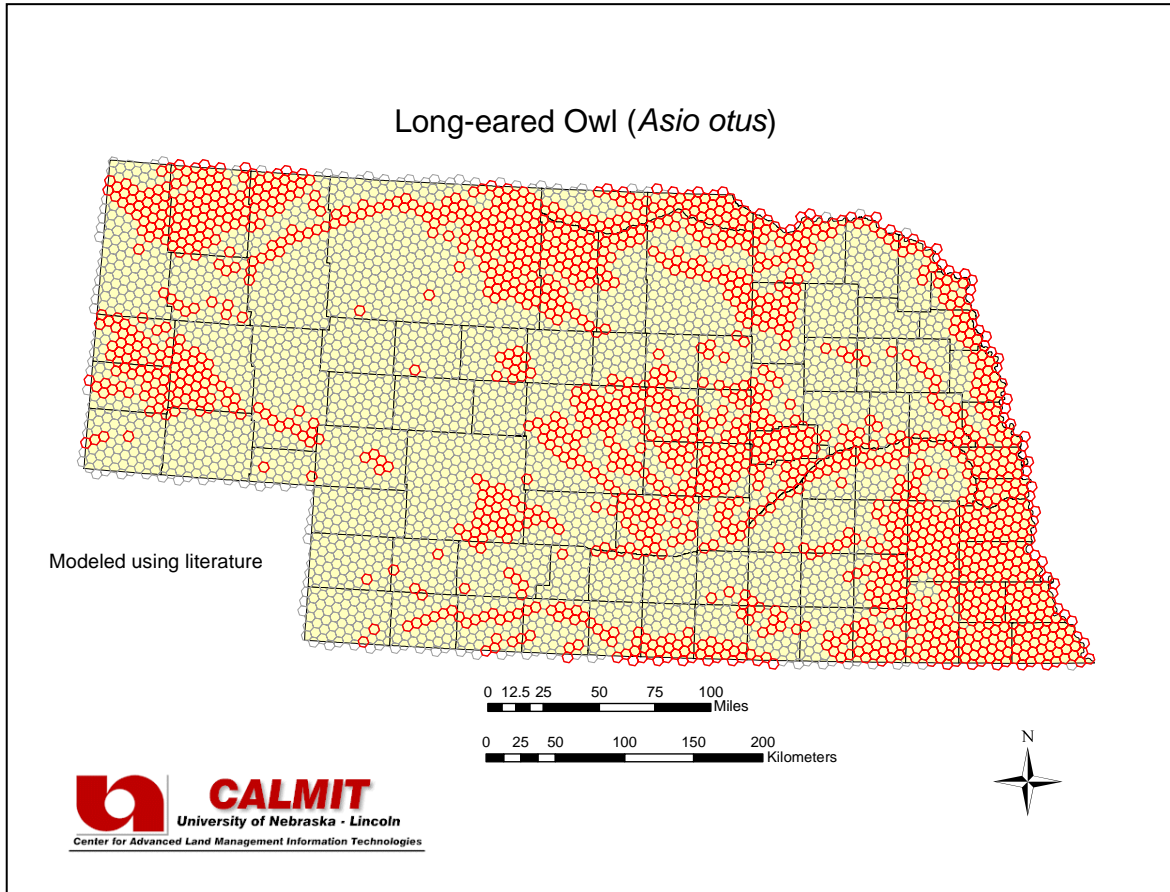 Long-eared Owl (Asio otus)
Modeled using literature
0 12.5 25 50 75 100
Miles
0 25 50 100 150 200
Kilometers
N
CALMIT
University of Nebraska - Lincoln
Center for Advanced Land Management Information Technologies